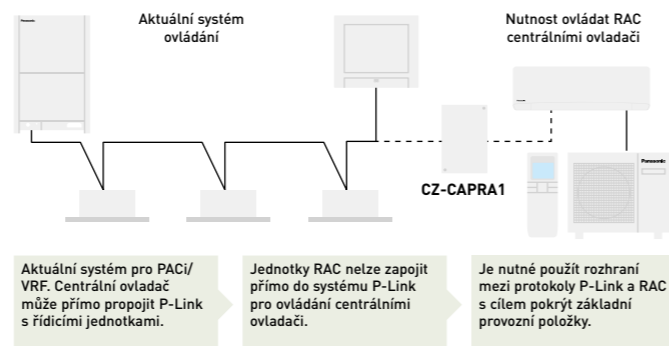 Panasonic
Aktuální systém
ovládání
Nutnost ovládat RAC
centrálními ovladači
CZ-CAPRA1
Panasonic
Aktuální systém pro PACi/
VRF. Centrální ovladač
může přímo propojit P-Link
s řídicími jednotkami.
Jednotky RAC nelze zapojit
přímo do systému P-Link
pro ovládání centrálními
ovladači.
Je nutné použít rozhraní
mezi protokoly P-Link a RAC
s cílem pokrýt základní
provozní položky.